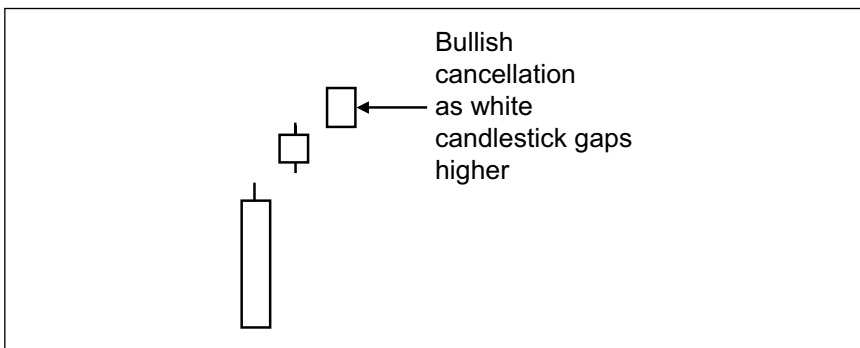 Bullish
cancellation
as white
candlestick gaps
higher